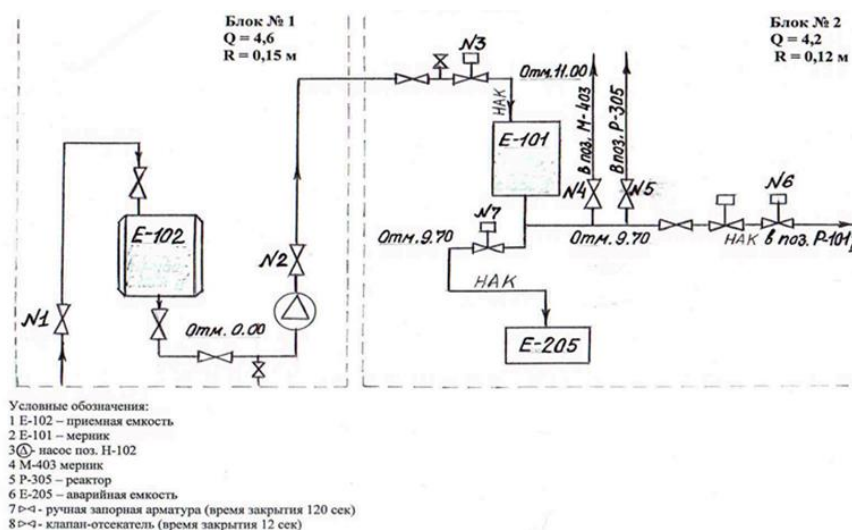 Блок № 1
Q = 4,6
R = 0,15 м
Блок № 2
Q = 4,2
R = 0,12 м
N3
Отм. 11.00
НАК
Е-101
В поз. М-403
В поз. Р-305
N4
N5
N6
НАК
в поз. Р-101
Отм. 9.70
N7
Отм. 9.70
НАК
Е-205
Е-102
N1
N2
Отм. 0.00
Условные обозначения:
1 Е-102 – приемная емкость
2 Е-101 – мерник
3 - насос поз. Н-102
4 М-403 мерник
5 Р-305 – реактор
6 Е-205 – аварийная емкость
7 - ручная запорная арматура (время закрытия 120 сек)
8 - клапан-отсекатель (время закрытия 12 сек)